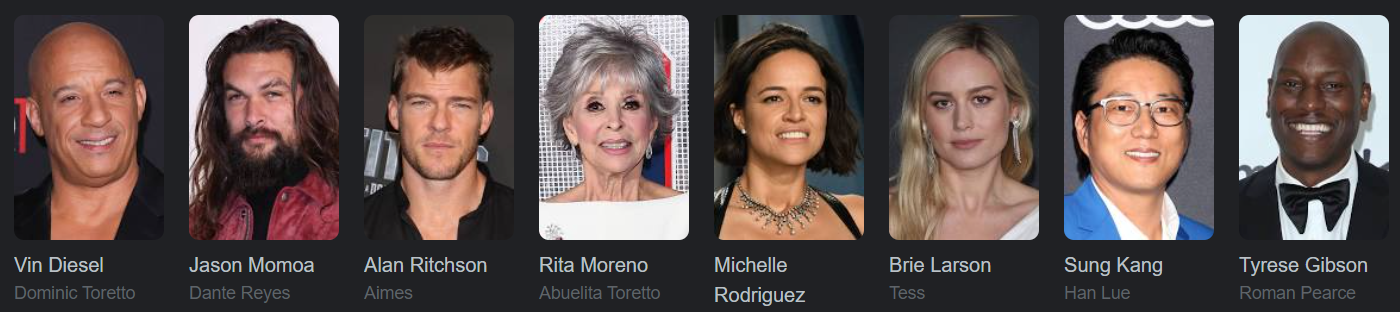 Vin Diesel
Dominic Toretto
Jason Momoa
Dante Reyes
Alan Ritchson
Aimes
Rita Moreno
Abuelita Toretto
Michelle
Rodriguez
Brie Larson
Tess
Sung Kang
Han Lue
Tyrese Gibson
Roman Pearce